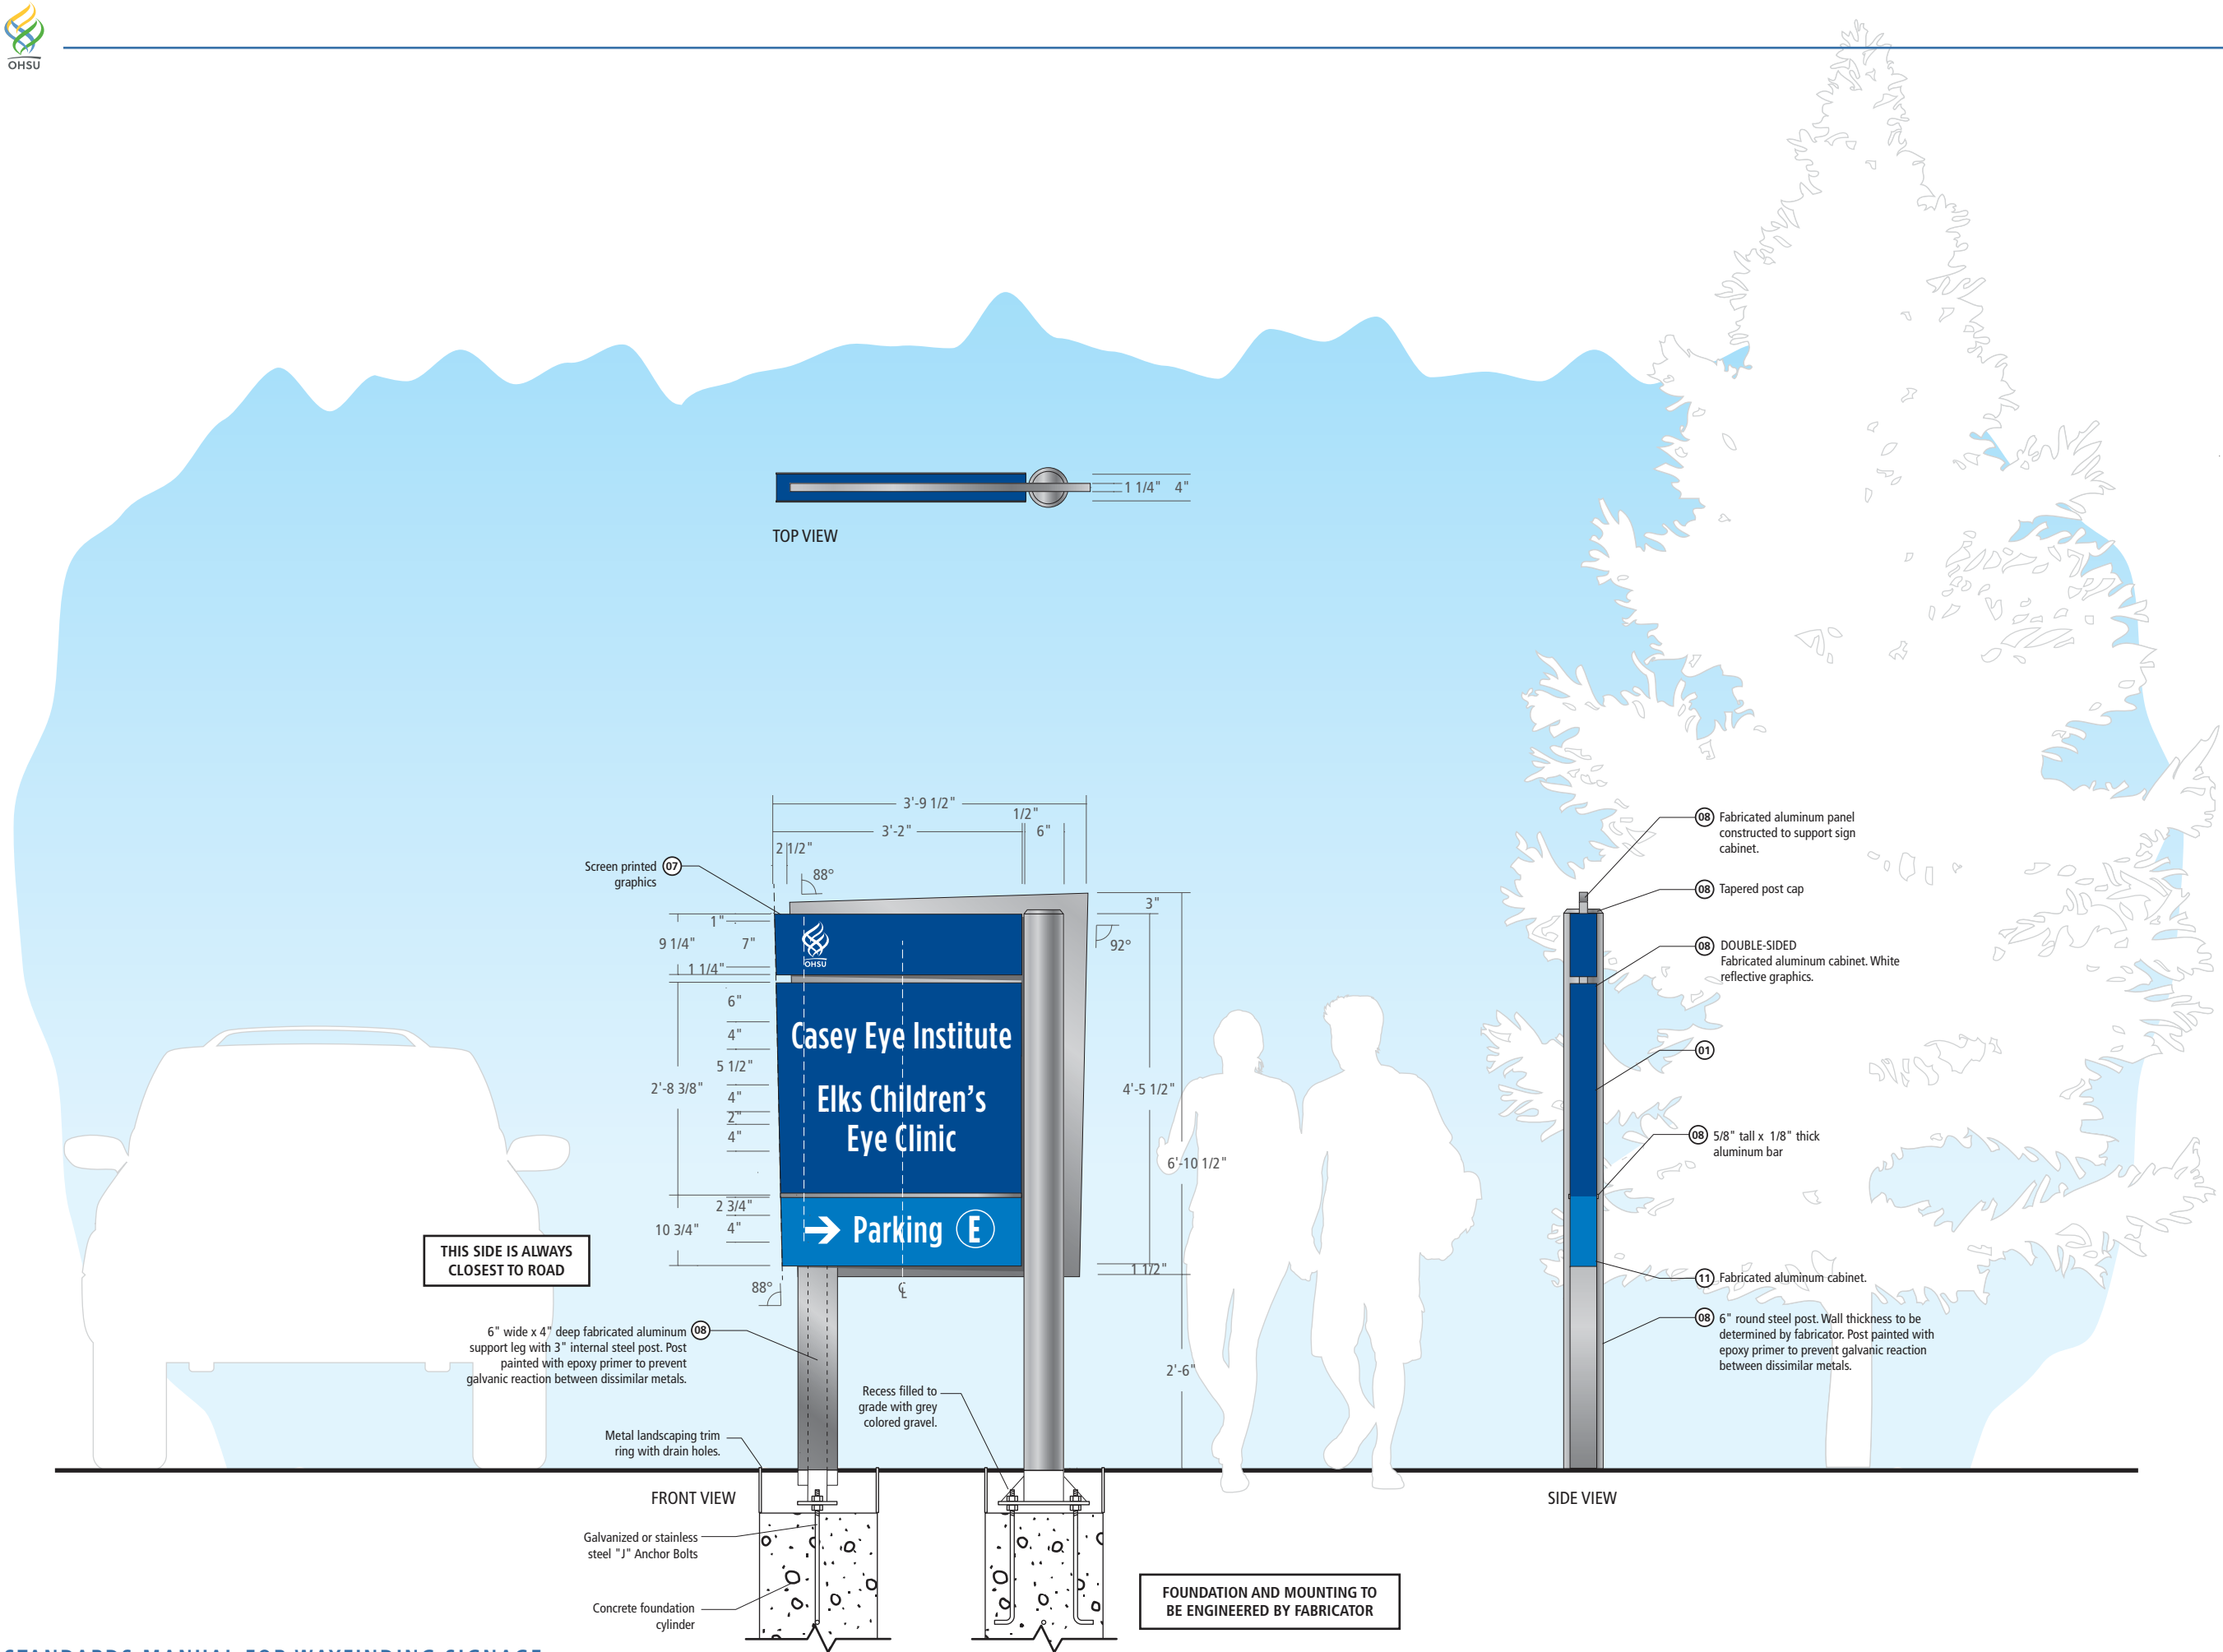 OHSU
1 1/4" 4"
TOP VIEW
3'-9 1/2"
1/2"
3'-2"
6"
2 1/2"
88°
Screen printed
graphics
07
1"
9 1/4"
7"
1 1/4"
3"
92°
OHSU
6"
4"
5 1/2"
2'-8 3/8"
4"
2"
4"
Casey Eye Institute
Elks Children's
Eye Clinic
4'-5 1/2"
6'-10 1/2"
2 3/4"
10 3/4"
4"
Parking E
1 1/2"
88°
THIS SIDE IS ALWAYS
CLOSEST TO ROAD
6" wide x 4" deep fabricated aluminum
support leg with 3" internal steel post. Post
painted with epoxy primer to prevent
galvanic reaction between dissimilar metals.
08
2'-6"
Recess filled to
grade with grey
colored gravel.
Metal landscaping trim
ring with drain holes.
FRONT VIEW
Galvanized or stainless
steel "J" Anchor Bolts
Concrete foundation
cylinder
FOUNDATION AND MOUNTING TO
BE ENGINEERED BY FABRICATOR
08 Fabricated aluminum panel
constructed to support sign
cabinet.
08 Tapered post cap
08 DOUBLE-SIDED
Fabricated aluminum cabinet. White
reflective graphics.
01
08 5/8" tall x 1/8" thick
aluminum bar
11 Fabricated aluminum cabinet.
08 6" round steel post. Wall thickness to be
determined by fabricator. Post painted with
epoxy primer to prevent galvanic reaction
between dissimilar metals.
SIDE VIEW
STANDARDS MANUAL FOR WAYFINDING SIGNAGE